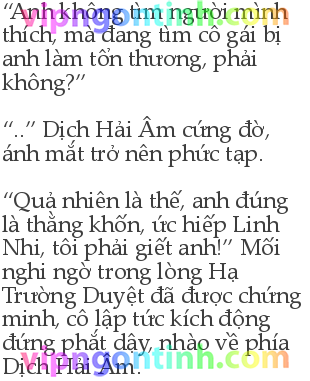 “Anh không tìm người mình
thích, mà đang tìm cô gái bị
anh làm tổn thương, phải
không?”
“..” Dịch Hải Âm cứng đờ,
ánh mắt trở nên phức tạp.
“Quả nhiên là thế, anh đúng
là thằng khốn, ức hiếp Linh
Nhi, tôi phải giết anh!” Mối
nghi ngờ trong lòng Hạ
Trường Duyệt đã được chứng
minh, cô lập tức kích động
đứng phắt dậy, nhào về phía
Dịch Hải Âm.
vipngontinh.com
vipngontinh.com